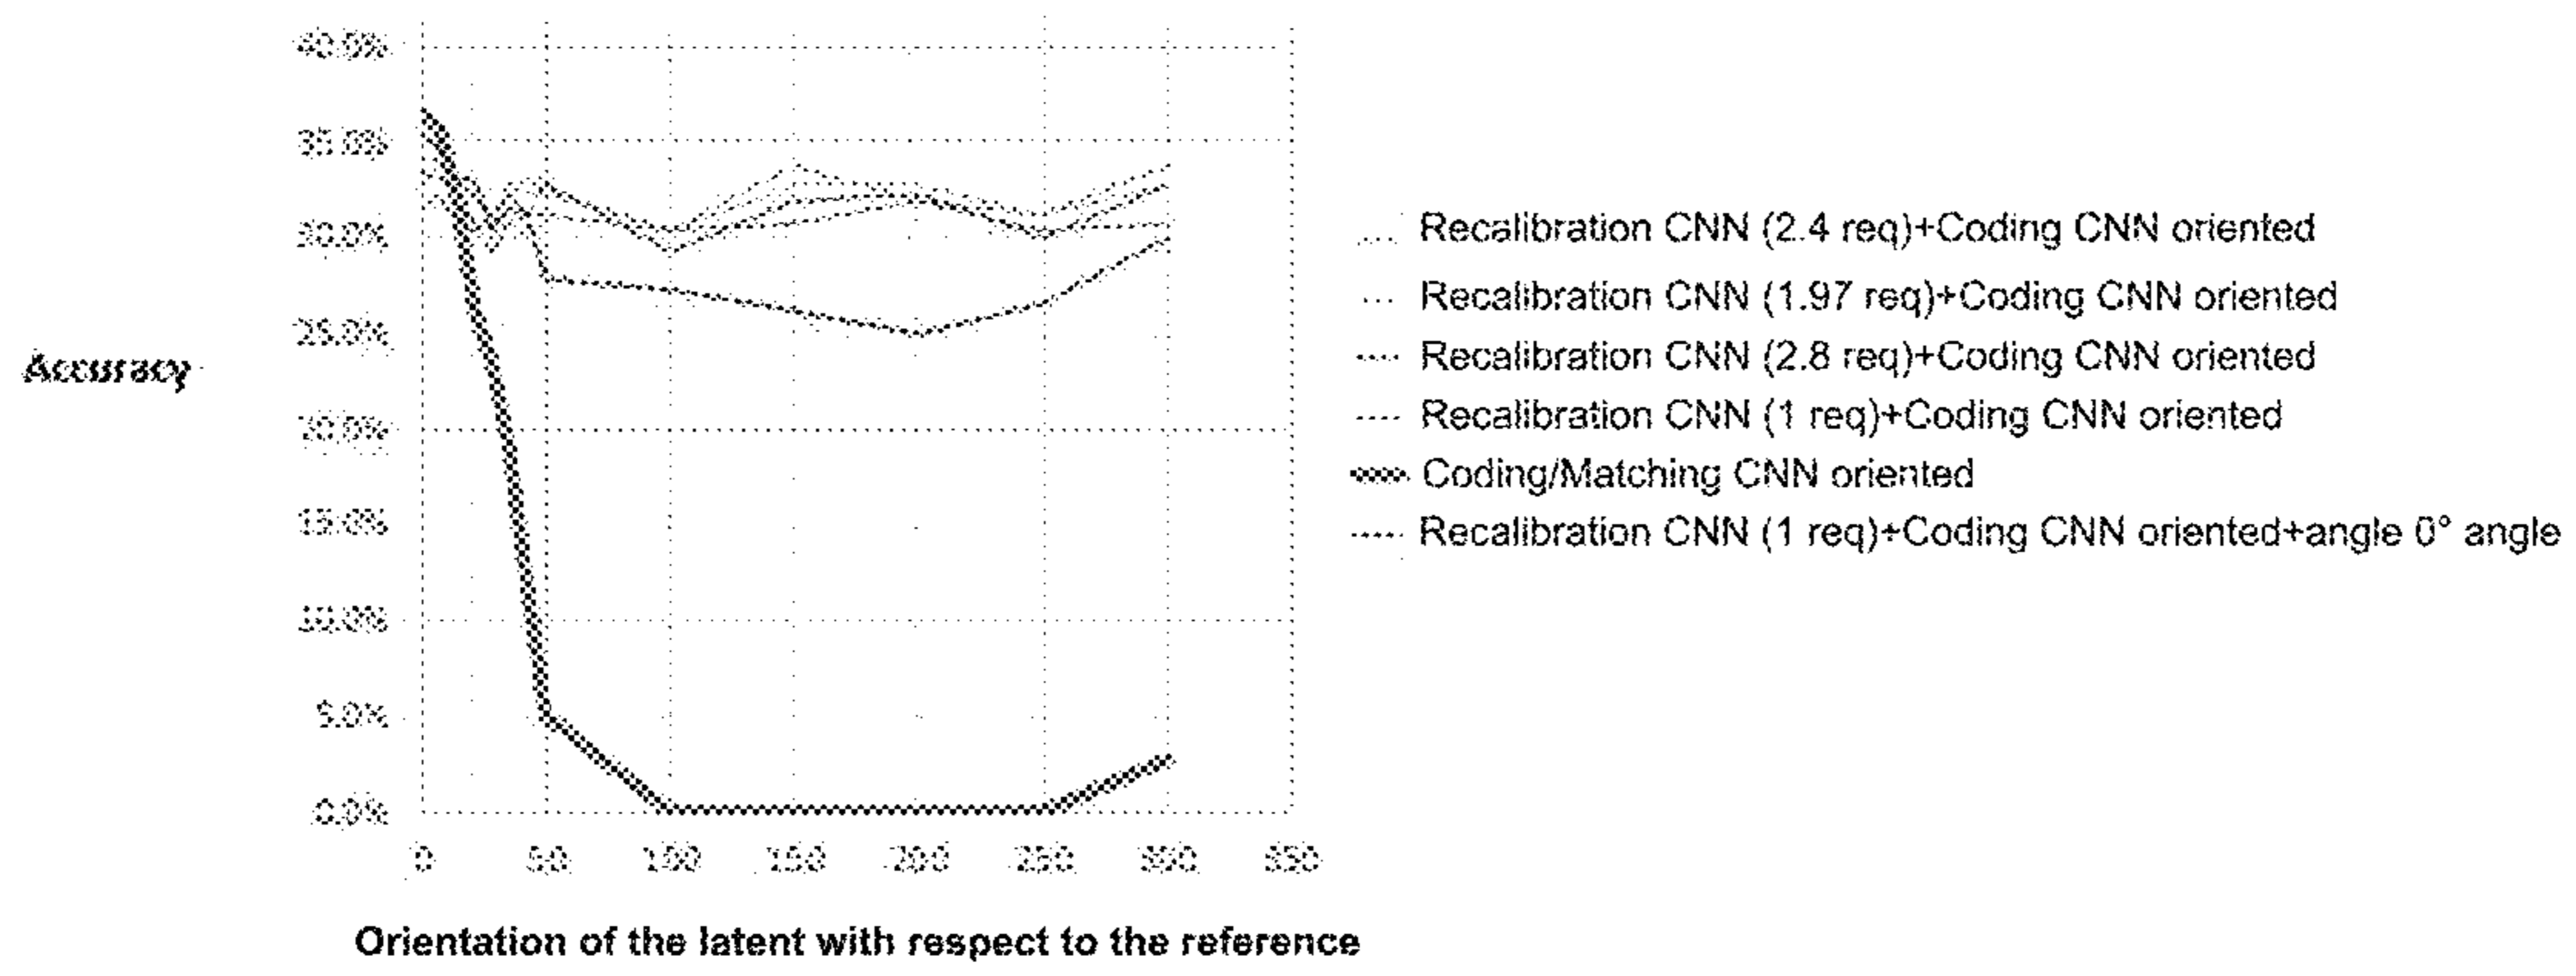 40.0%
35.0%
30.0%
25.0%
20.0%
15.0%
10.0%
5.0%
0.0%
Accuracy
0 50 100 150 200 250 300 350
Orientation of the latent with respect to the reference
Recalibration CNN (2.4 req)+Coding CNN oriented
Recalibration CNN (1.97 req)+Coding CNN oriented
Recalibration CNN (2.8 req)+Coding CNN oriented
Recalibration CNN (1 req)+Coding CNN oriented
Coding/Matching CNN oriented
Recalibration CNN (1 req)+Coding CNN oriented+angle 0° angle